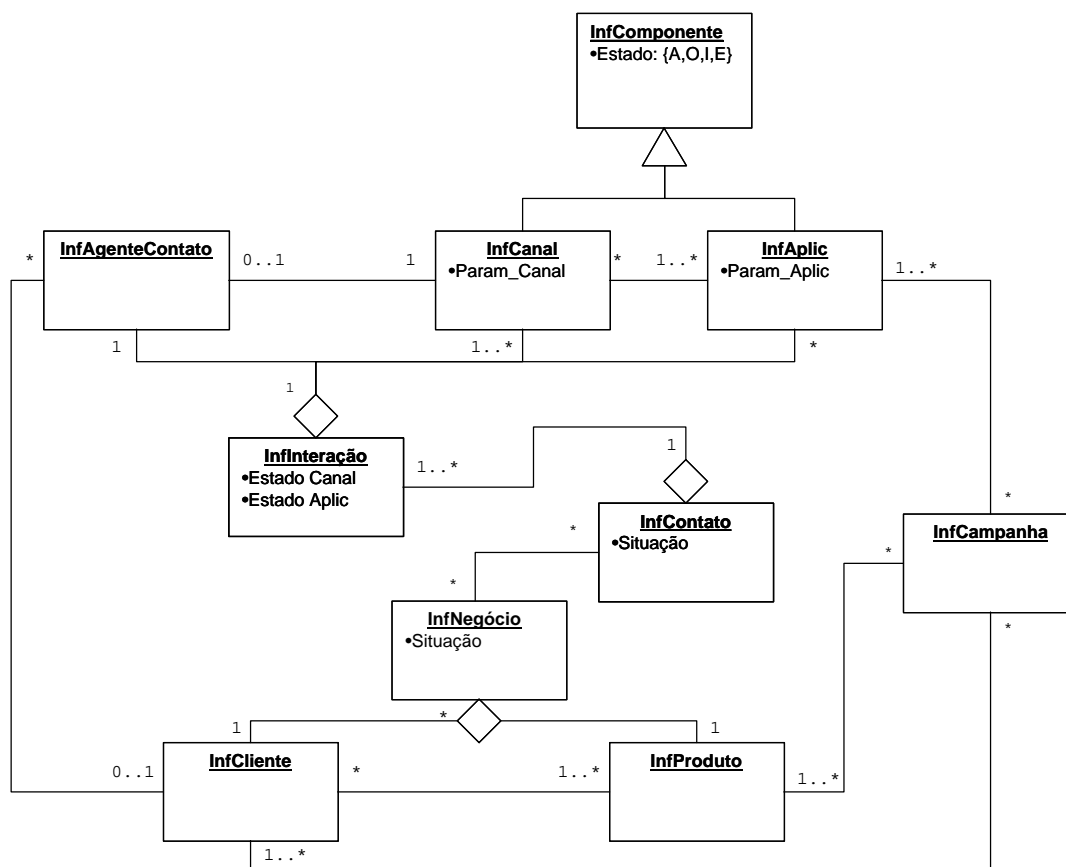 InfComponente
•Estado: {A,O,I,E}
InfAgenteContato
*
0..1
1
InfCanal
•Param_Canal
*
1..*
InfAplic
•Param_Aplic
1..*
1
1..*
*
1
InfInteração
•Estado Canal
•Estado Aplic
1..*
1
InfContato
•Situação
*
*
InfCampanha
*
*
*
InfNegócio
•Situação
*
1
1
InfCliente
0..1
*
1..*
InfProduto
1..*
1..*